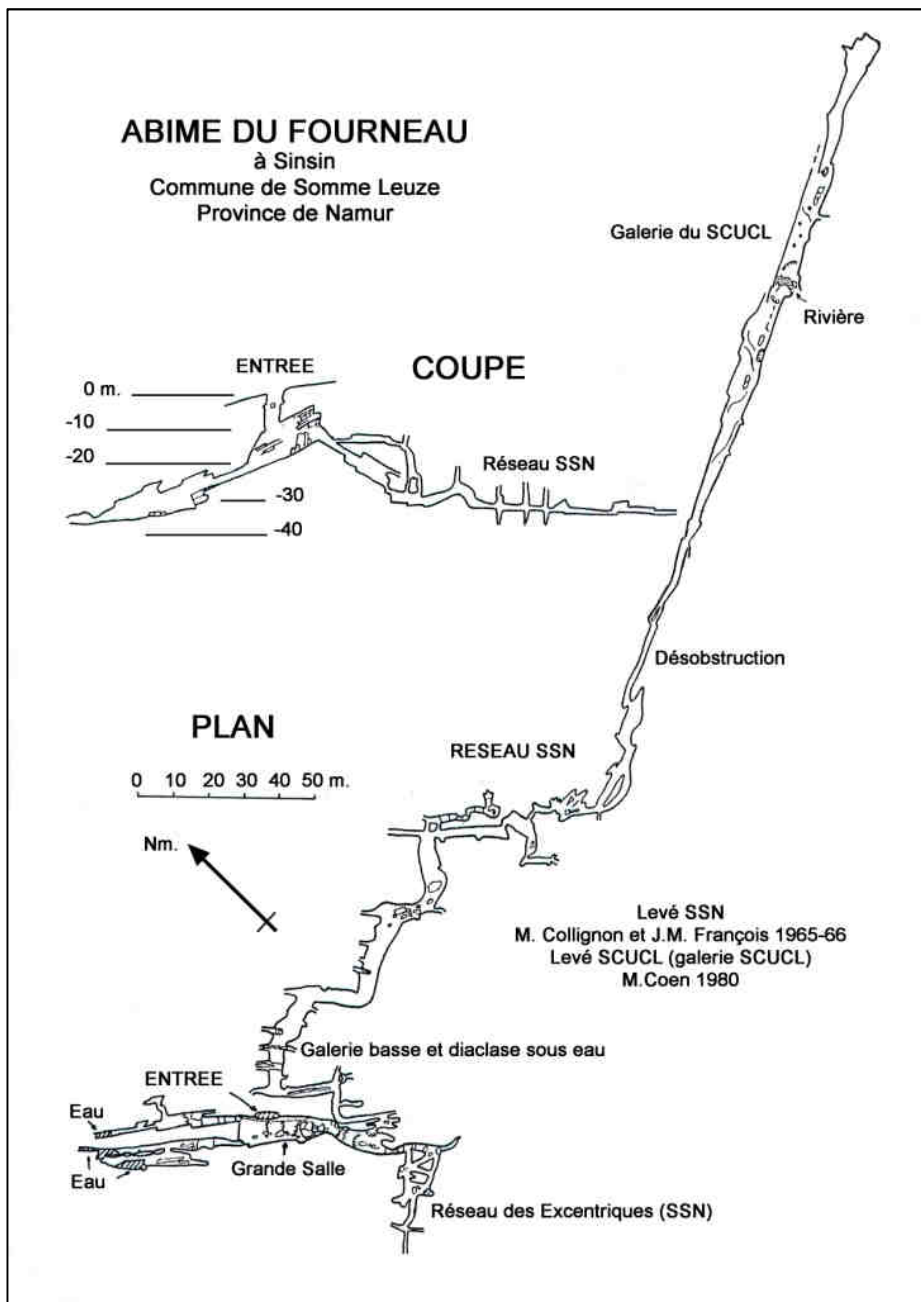 ABIME DU FOURNEAU
à Sinsin
Commune de Somme Leuze
Province de Namur
Galerie du SCUCL
Rivière
COUPE
ENTREE
0 m.
-10
-20
-30
-40
Réseau SSN
Désobstruction
PLAN
0 10 20 30 40 50 m.
Nm.
RESEAU SSN
Levé SSN
M. Collignon et J.M. François 1965-66
Levé SCUCL (galerie SCUCL)
M.Coen 1980
Galerie basse et diaclase sous eau
ENTREE
Eau
Eau
Grande Salle
Réseau des Excentriques (SSN)